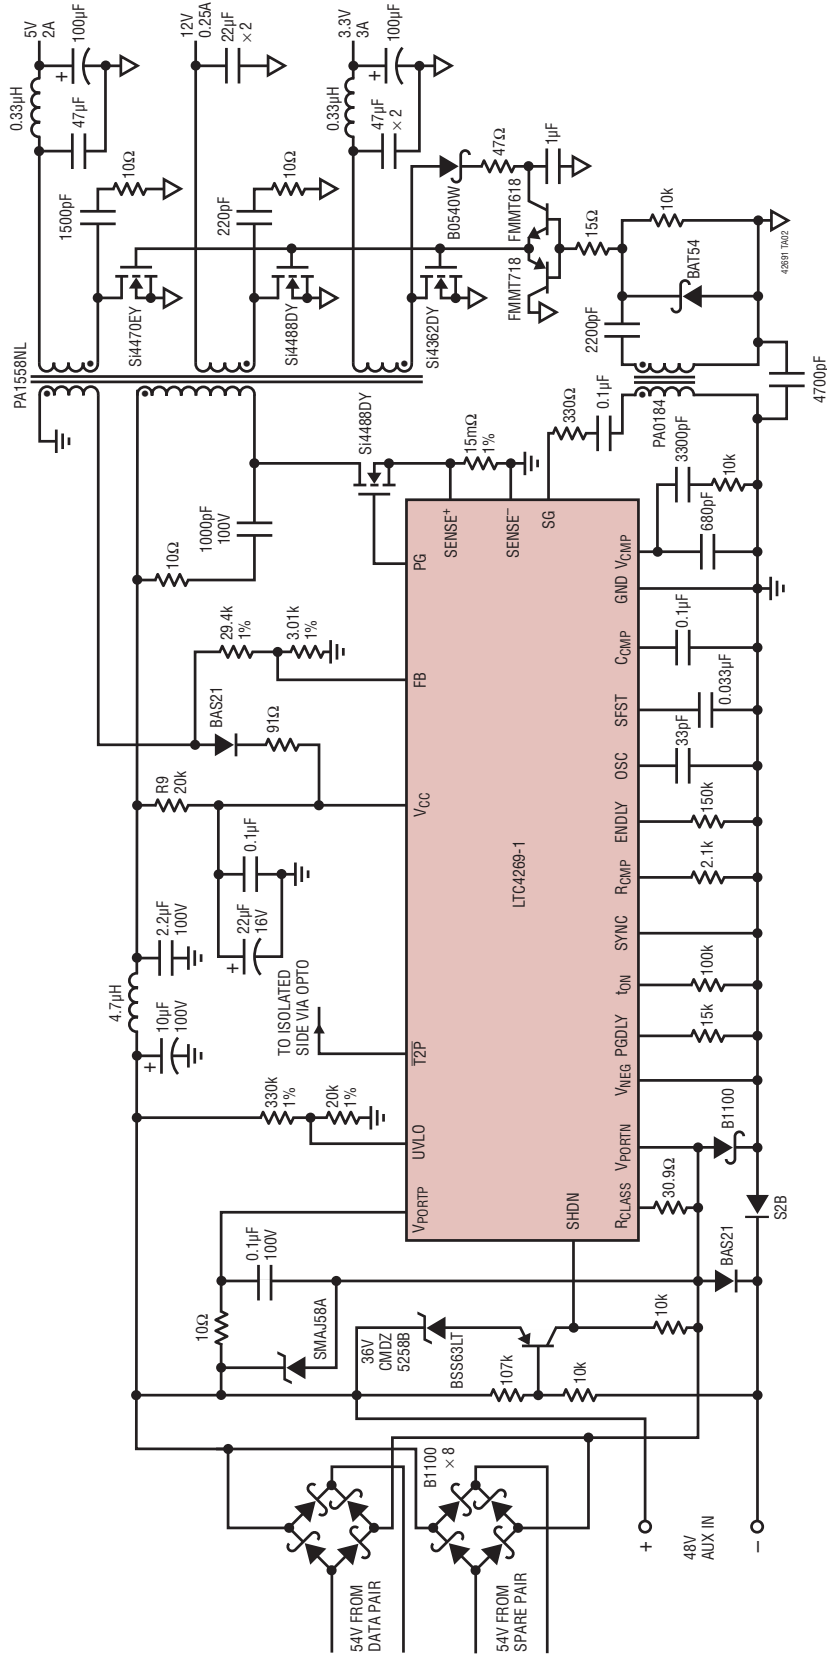 54V FROM
DATA PAIR
54V FROM
SPARE PAIR
B1100
× 8
+
48V
AUX IN
–
10Ω
SMAJ58A
0.1µF
100V
36V
CMDZ
5258B
BSS63LT
107k
10k
10k
BAS21
S2B
30.9Ω
B1100
4.7µH
+
10µF
100V
2.2µF
100V
330k
1%
20k
1%
TO ISOLATED
SIDE VIA OPTO
+
22µF
16V
0.1µF
R9
20k
BAS21
91Ω
29.4k
1%
3.01k
1%
10Ω
1000pF
100V
VPORTP
UVLO
T2P
VCC
FB
PG
SENSE+
SENSE–
SG
LTC4269-1
SHDN
RCLASS
VPORTN
VNEG
PGDLY
tON
SYNC
RCMP
ENDLY
OSC
SFST
CCMP
GND
VCMP
15k
100k
2.1k
150k
33pF
0.033µF
0.1µF
680pF
3300pF
10k
Si4488DY
15mΩ
1%
330Ω
0.1µF
PA0184
4700pF
2200pF
BAT54
10k
15Ω
FMMT718
FMMT618
1µF
47Ω
B0540W
PA1558NL
Si4470EY
1500pF
10Ω
Si4488DY
220pF
10Ω
Si4362DY
0.33µH
47µF
+
100µF
5V
2A
22µF
× 2
12V
0.25A
0.33µH
47µF
× 2
+
100µF
3.3V
3A
42691 TA02